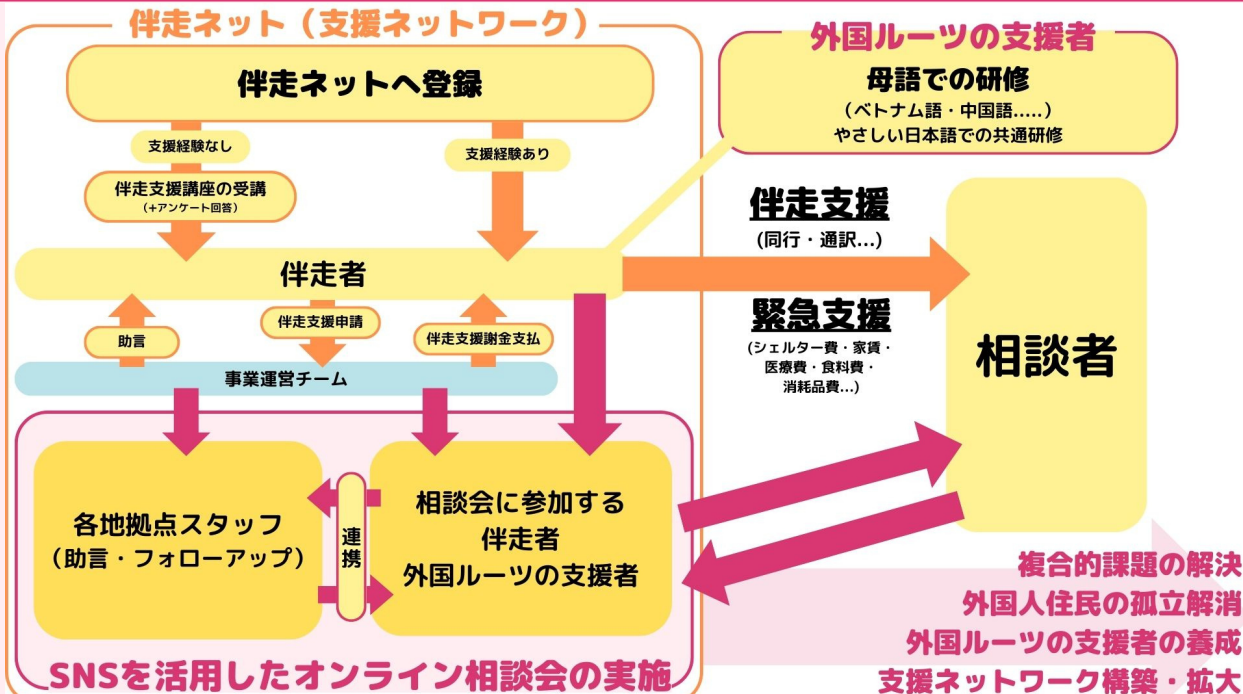 伴走ネット（支援ネットワーク）
伴走ネットへ登録
支援経験なし
支援経験あり
伴走支援講座の受講
（+アンケート回答）
伴走者
助言
伴走支援申請
伴走支援謝金支払
事業運営チーム
各地拠点スタッフ
（助言・フォローアップ）
連携
相談会に参加する
伴走者
外国ルーツの支援者
SNSを活用したオンライン相談会の実施
外国ルーツの支援者
母語での研修
（ベトナム語・中国語.....）
やさしい日本語での共通研修
伴走支援
(同行・通訳...)
緊急支援
(シェルター費・家賃・
医療費・食料費・
消耗品費...)
相談者
複合的課題の解決
外国人住民の孤立解消
外国ルーツの支援者の養成
支援ネットワーク構築・拡大